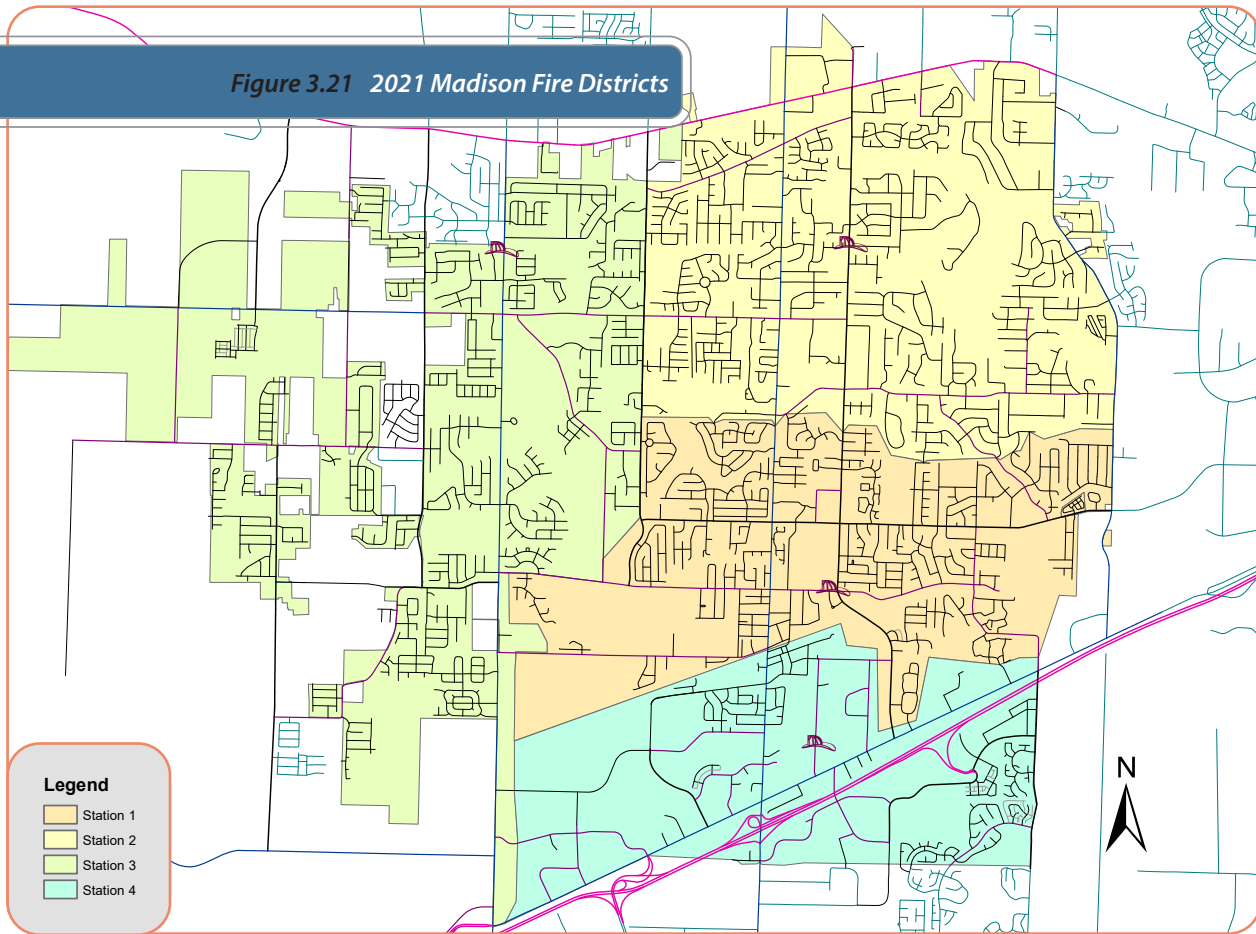 Figure 3.21 2021 Madison Fire Districts
Legend
Station 1
Station 2
Station 3
Station 4
N